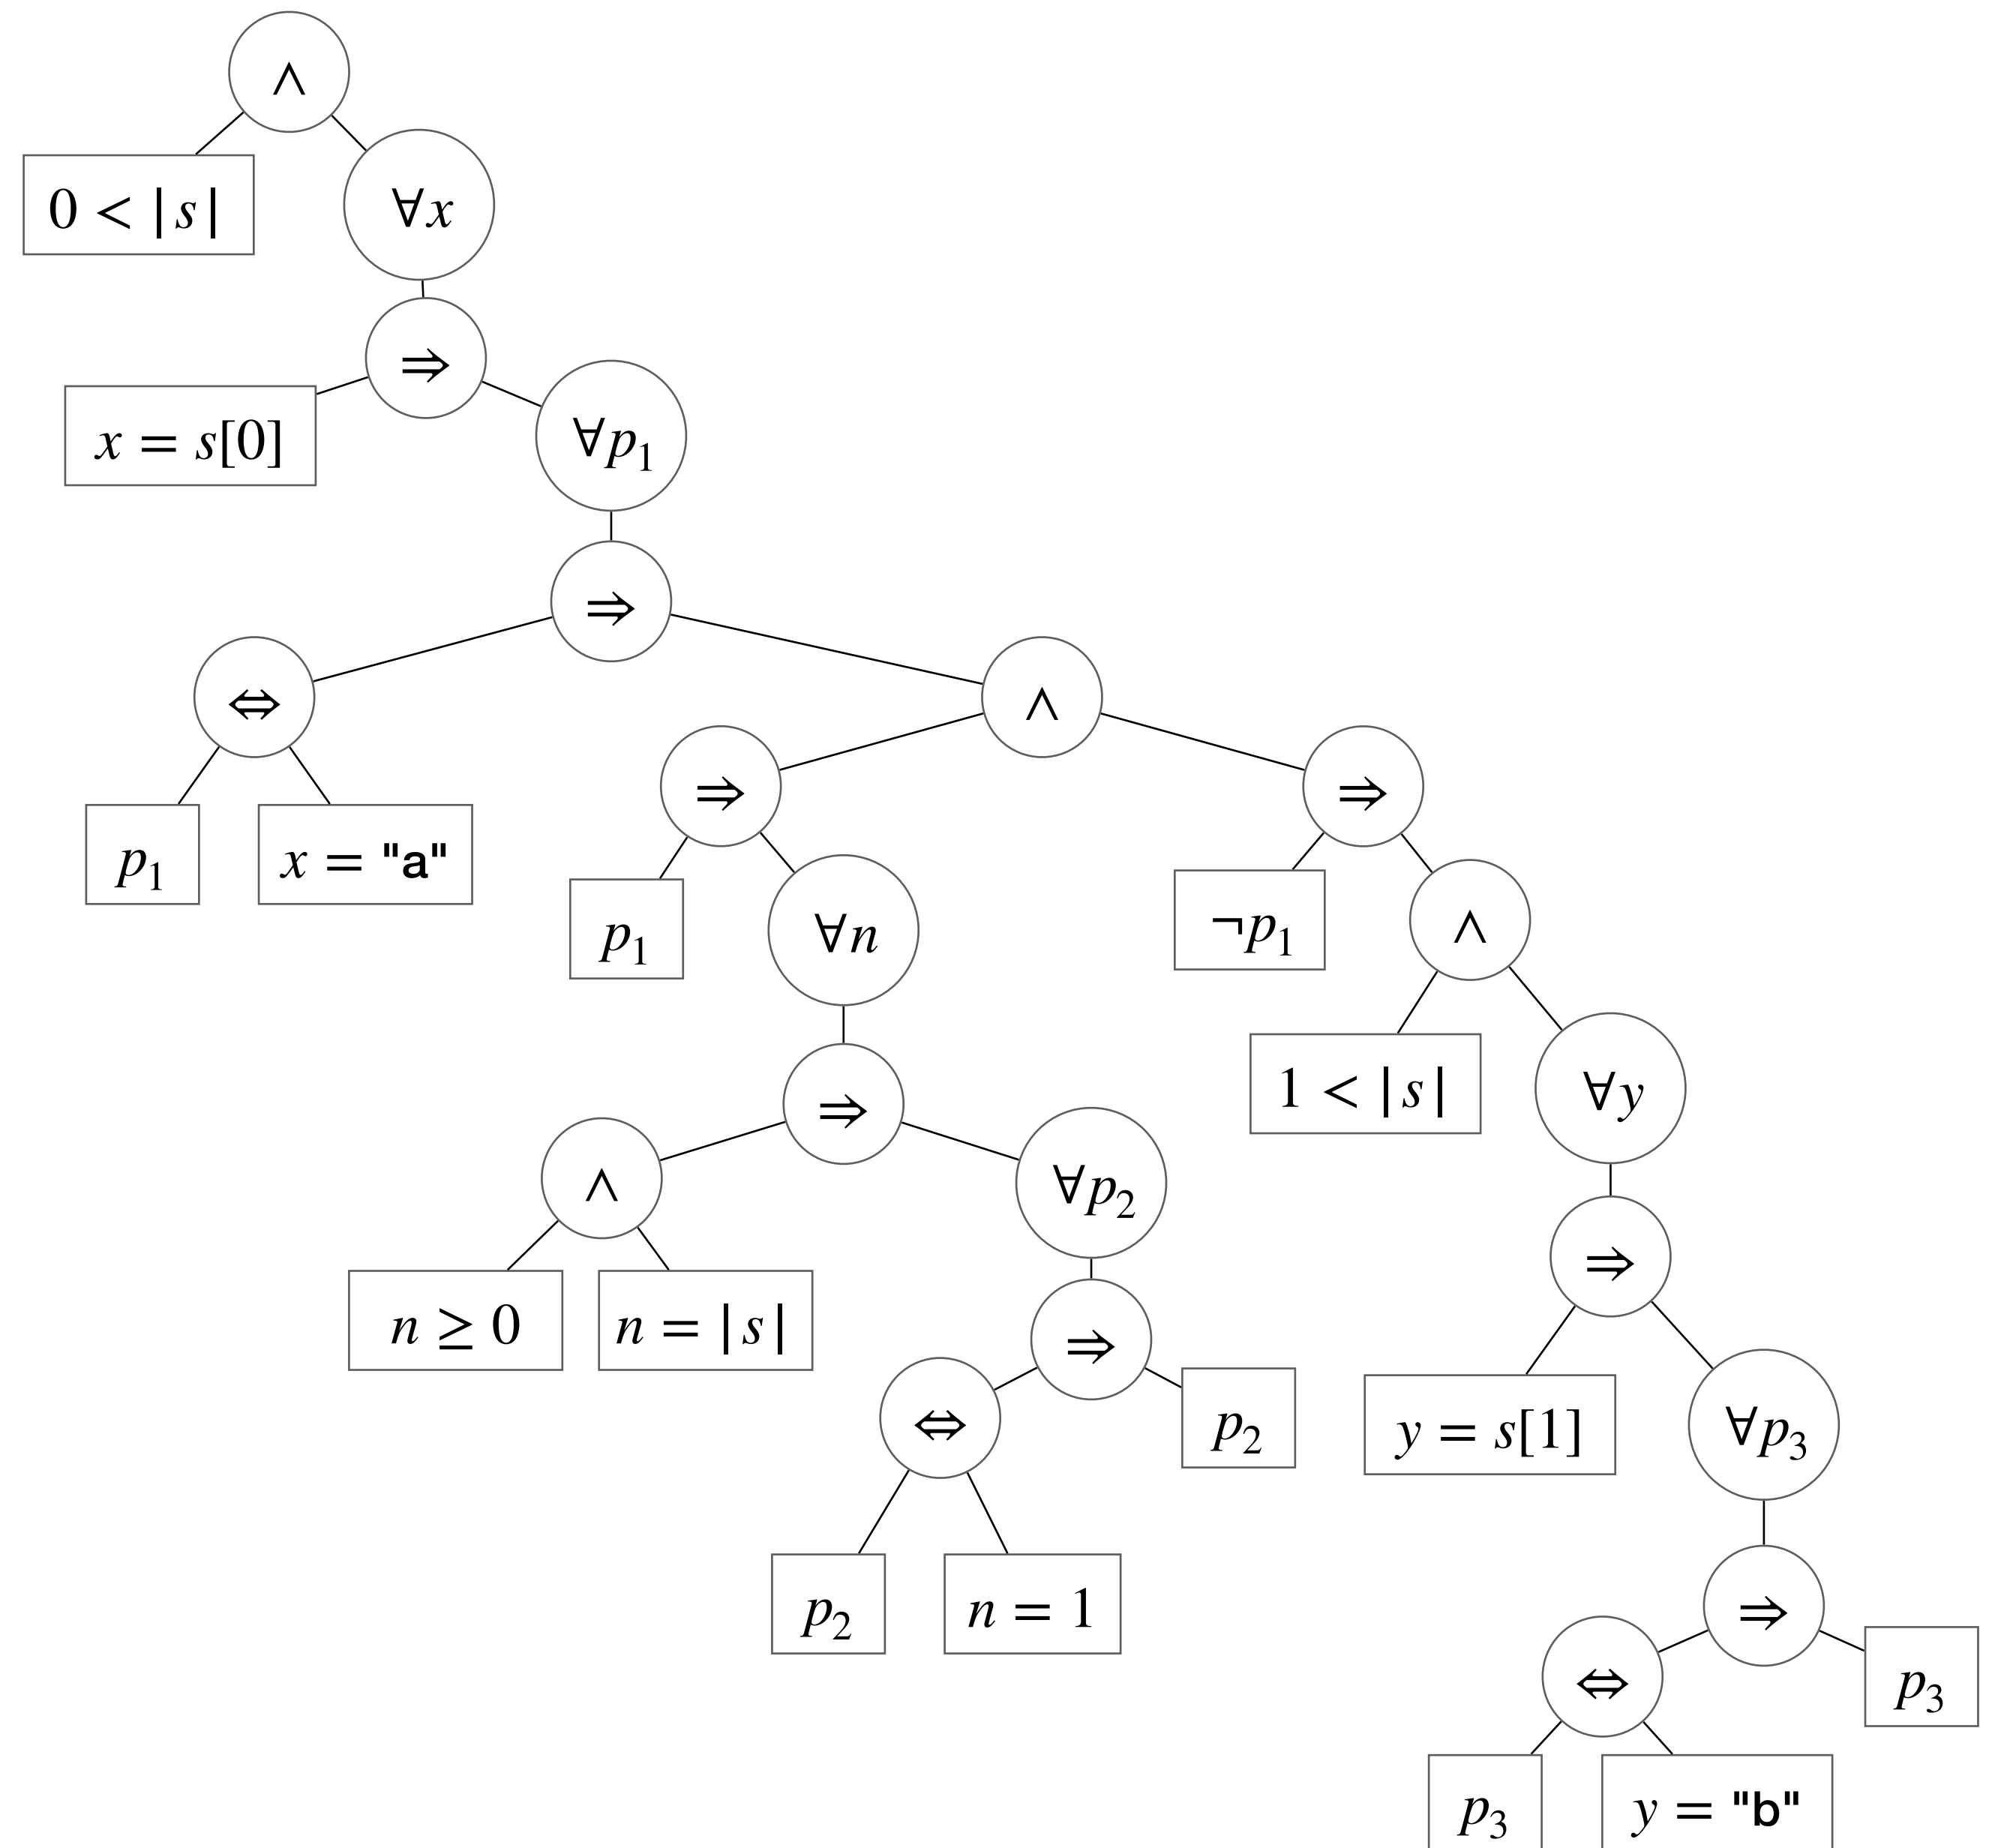 ∧
0 < |s|
∀x
⇒
x = s[0]
∀p₁
⇒
⇔
∧
p₁
x = "a"
⇒
⇒
p₁
∀n
¬p₁
∧
⇒
1 < |s|
∀y
∧
∀p₂
n ≥ 0
n = |s|
⇒
⇒
⇔
p₂
y = s[1]
∀p₃
p₂
n = 1
⇒
⇔
p₃
p₃
y = "b"